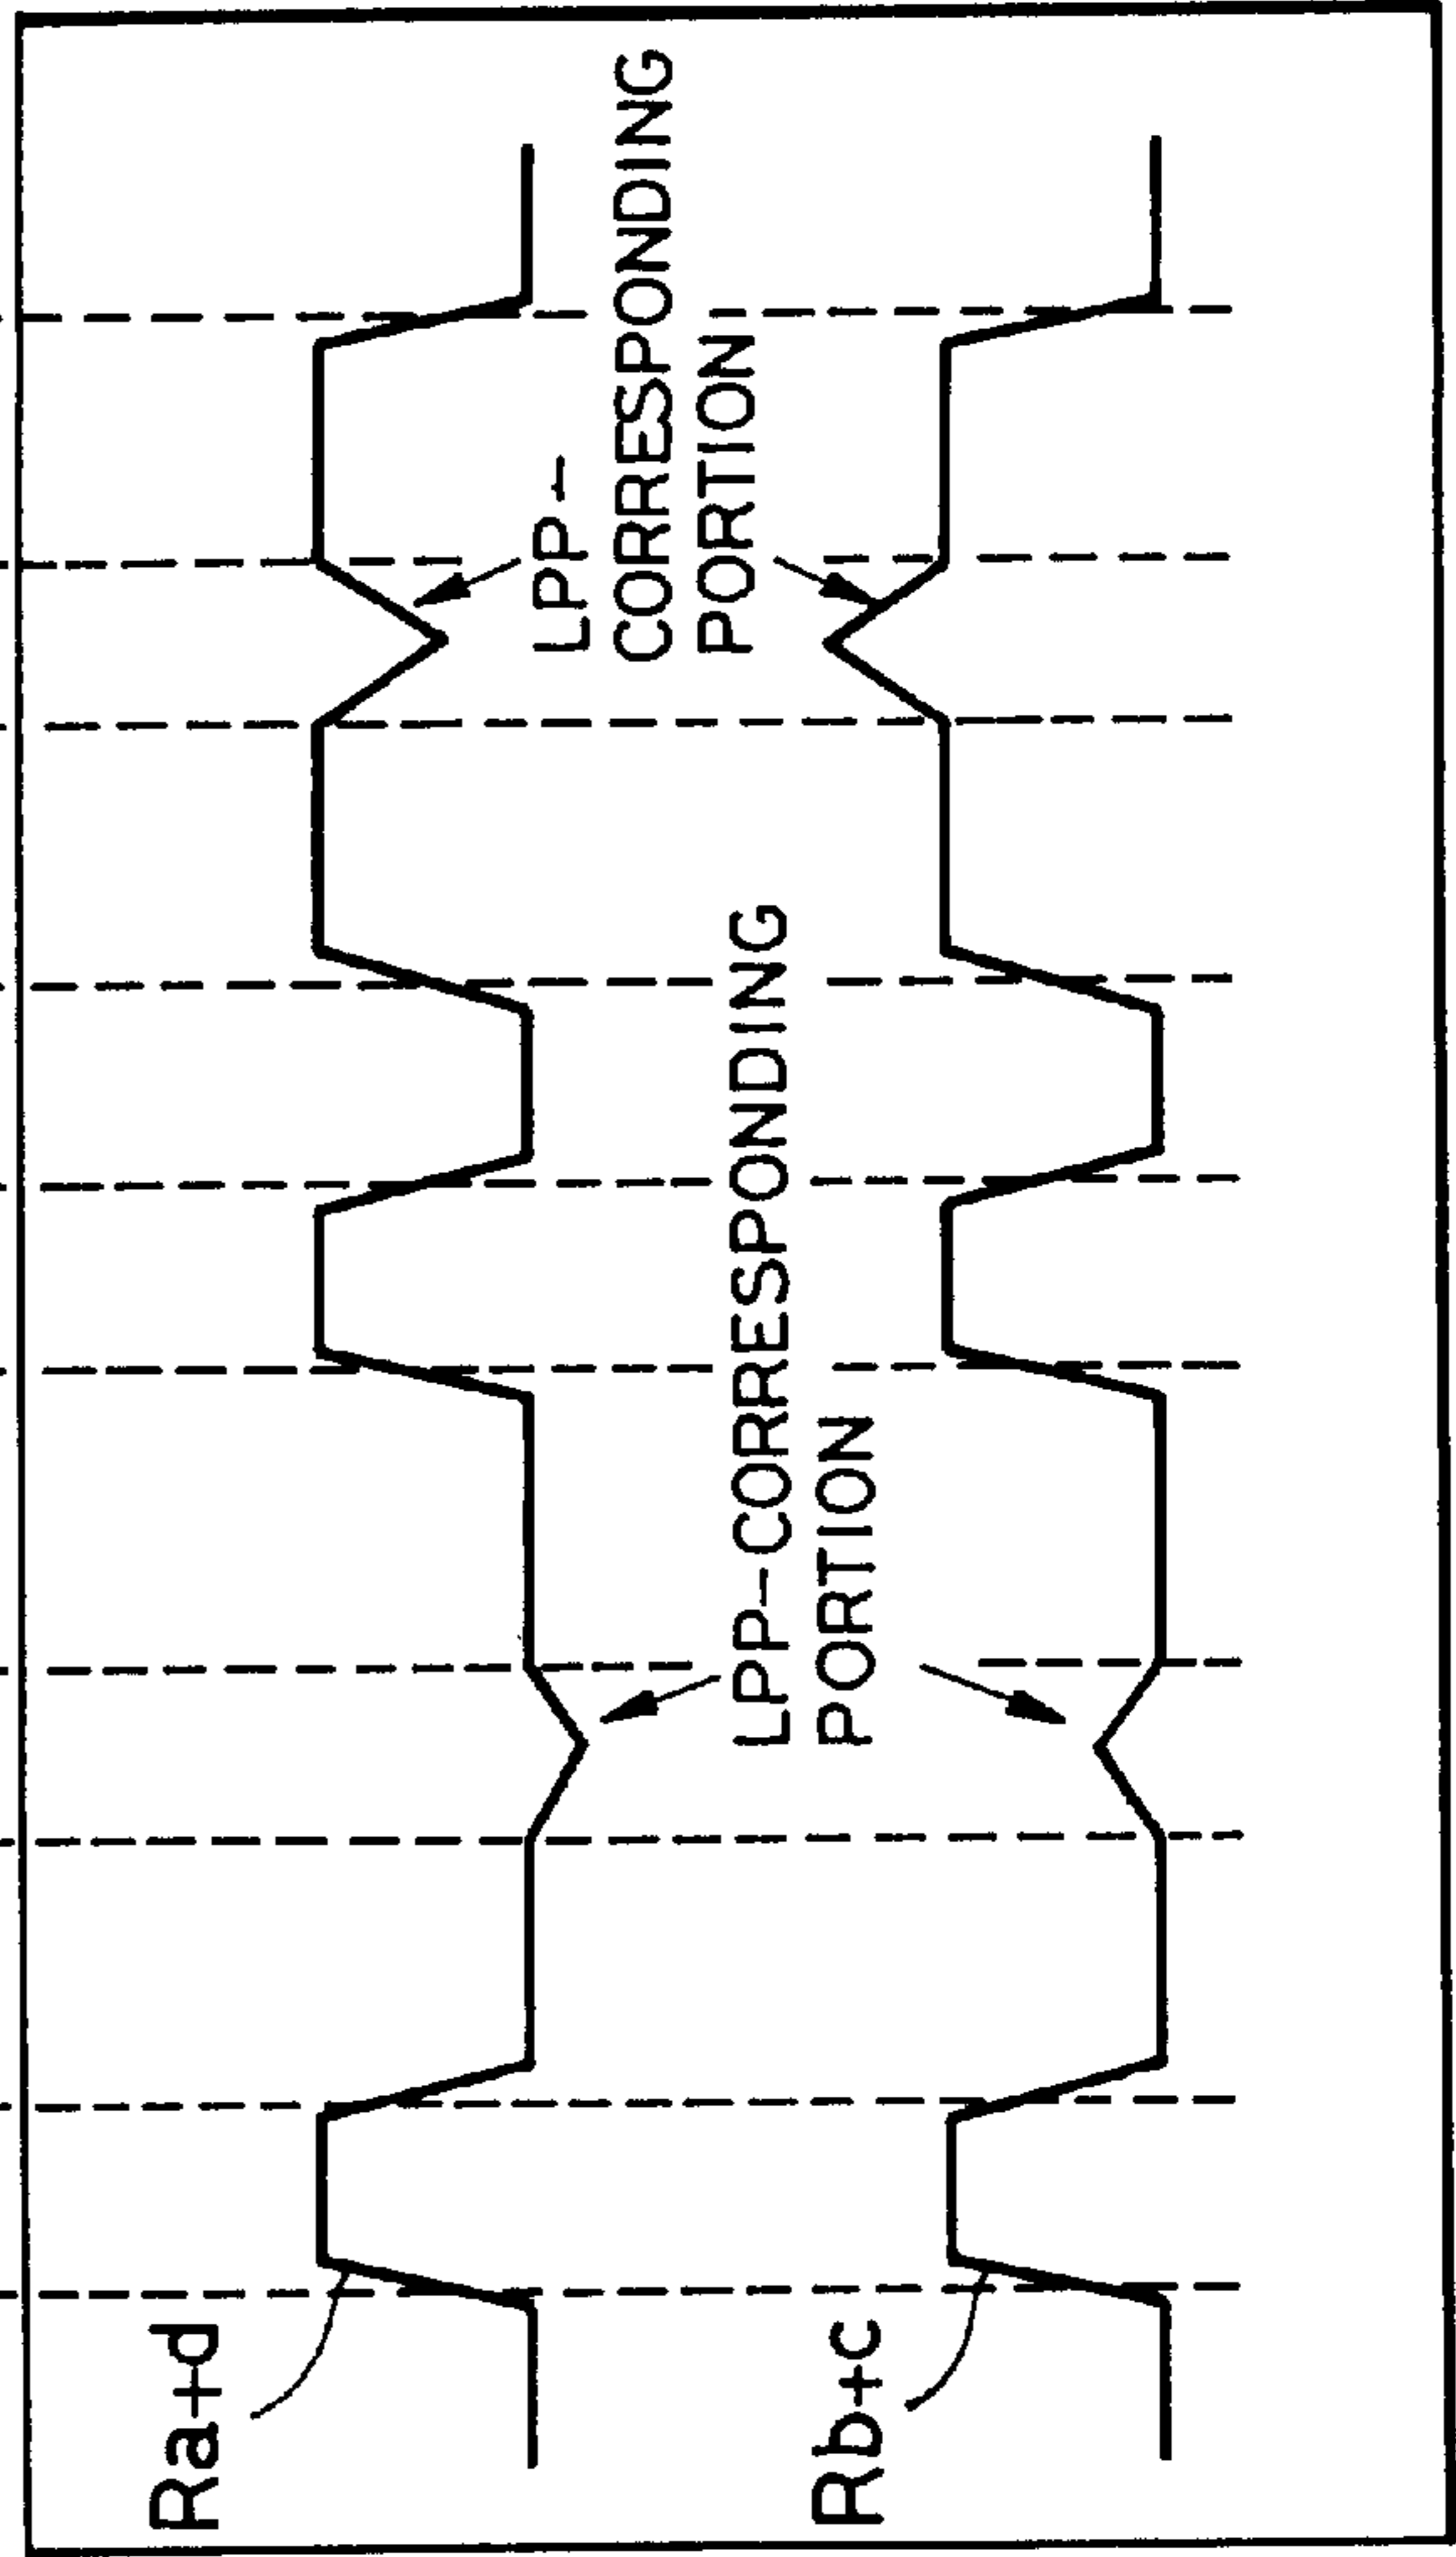 Ra+d
LPP-
CORRESPONDING
PORTION
LPP-CORRESPONDING
PORTION
Rb+c